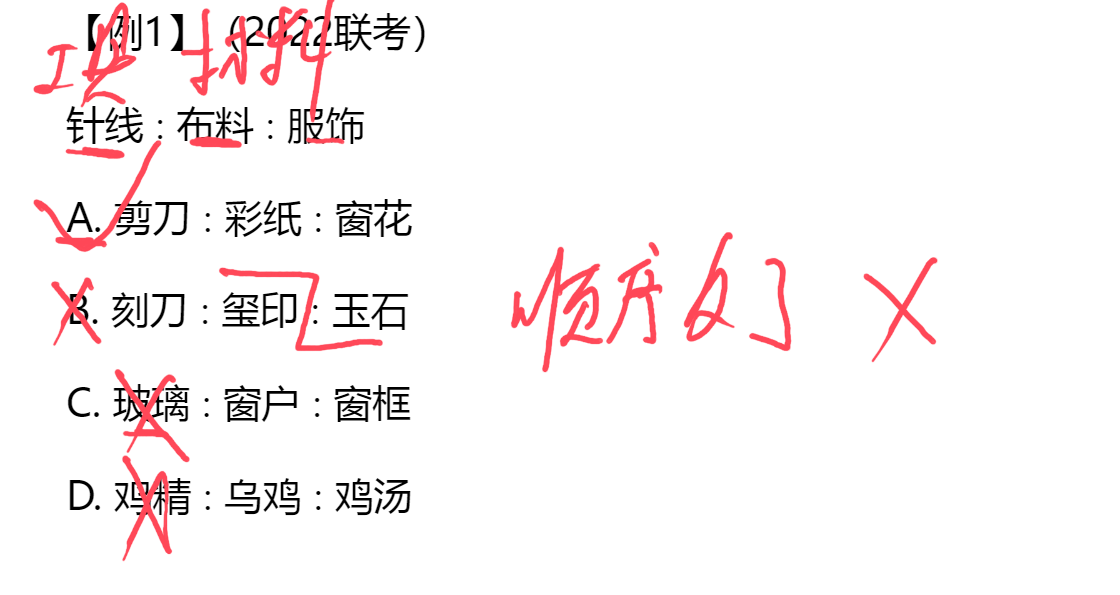 【例1】（2022联考）
工具 材料
针线：布料：服饰
A. 剪刀：彩纸：窗花
B. 刻刀：玺印：玉石
顺序反了
C. 玻璃：窗户：窗框
D. 鸡精：乌鸡：鸡汤